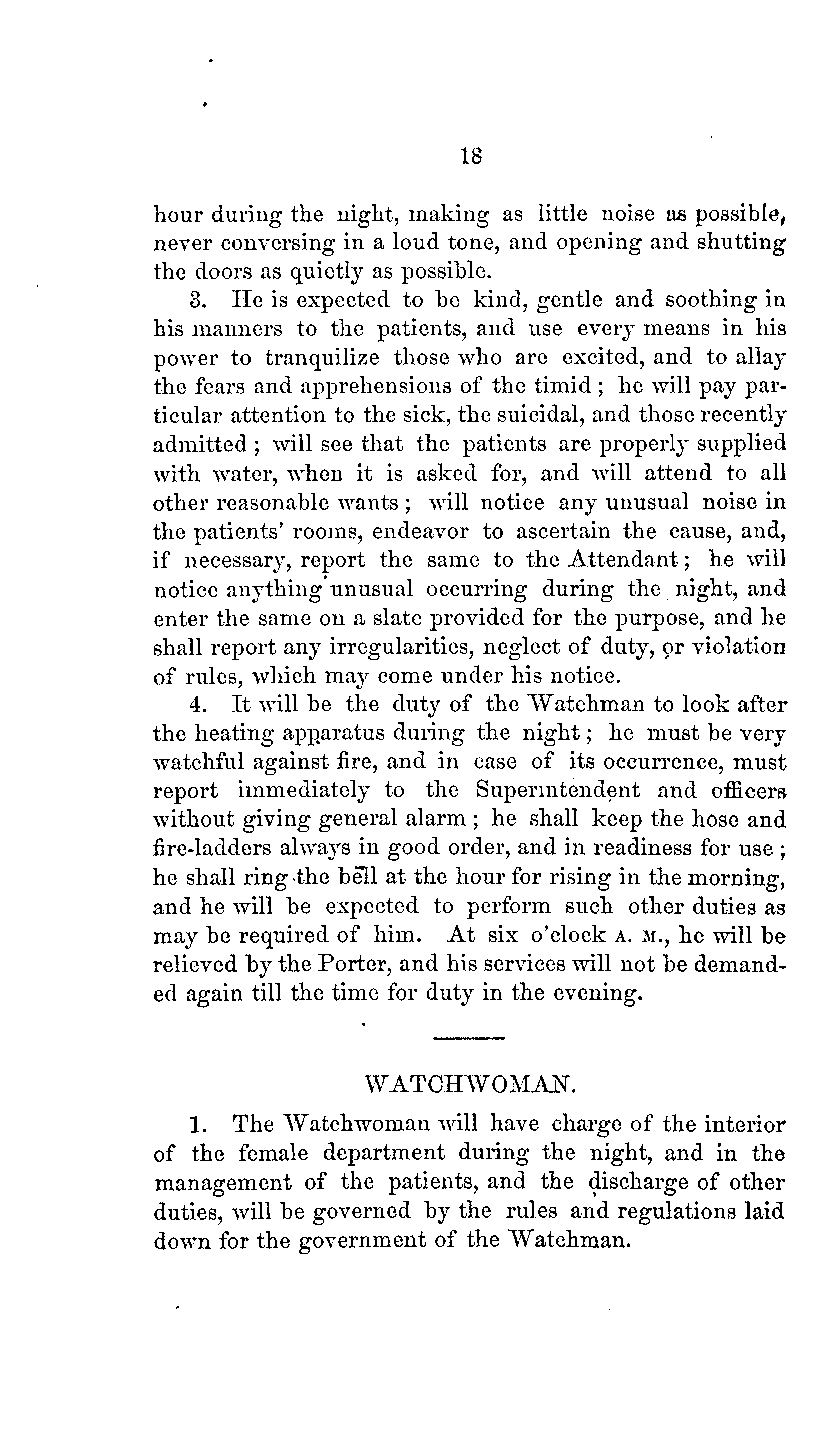 18
hour during the night, making as little noise as possible,
never conversing in a loud tone, and opening and shutting
the doors as quietly as possible.
3. He is expected to be kind, gentle and soothing in
his manners to the patients, and use every means in his
power to tranquilize those who are excited, and to allay
the fears and apprehensions of the timid ; he will pay par-
ticular attention to the sick, the suicidal, and those recently
admitted ; will see that the patients are properly supplied
with water, when it is asked for, and will attend to all
other reasonable wants ; will notice any unusual noise in
the patients' rooms, endeavor to ascertain the cause, and,
if necessary, report the same to the Attendant ; he will
notice anything unusual occurring during the night, and
enter the same on a slate provided for the purpose, and he
shall report any irregularities, neglect of duty, or violation
of rules, which may come under his notice.
4. It will be the duty of the Watchman to look after
the heating apparatus during the night ; he must be very
watchful against fire, and in case of its occurrence, must
report immediately to the Superintendent and officers
without giving general alarm ; he shall keep the hose and
fire-ladders always in good order, and in readiness for use ;
he shall ring the bell at the hour for rising in the morning,
and he will be expected to perform such other duties as
may be required of him. At six o'clock A. M., he will be
relieved by the Porter, and his services will not be demand-
ed again till the time for duty in the evening.
WATCHWOMAN.
1. The Watchwoman will have charge of the interior
of the female department during the night, and in the
management of the patients, and the discharge of other
duties, will be governed by the rules and regulations laid
down for the government of the Watchman.